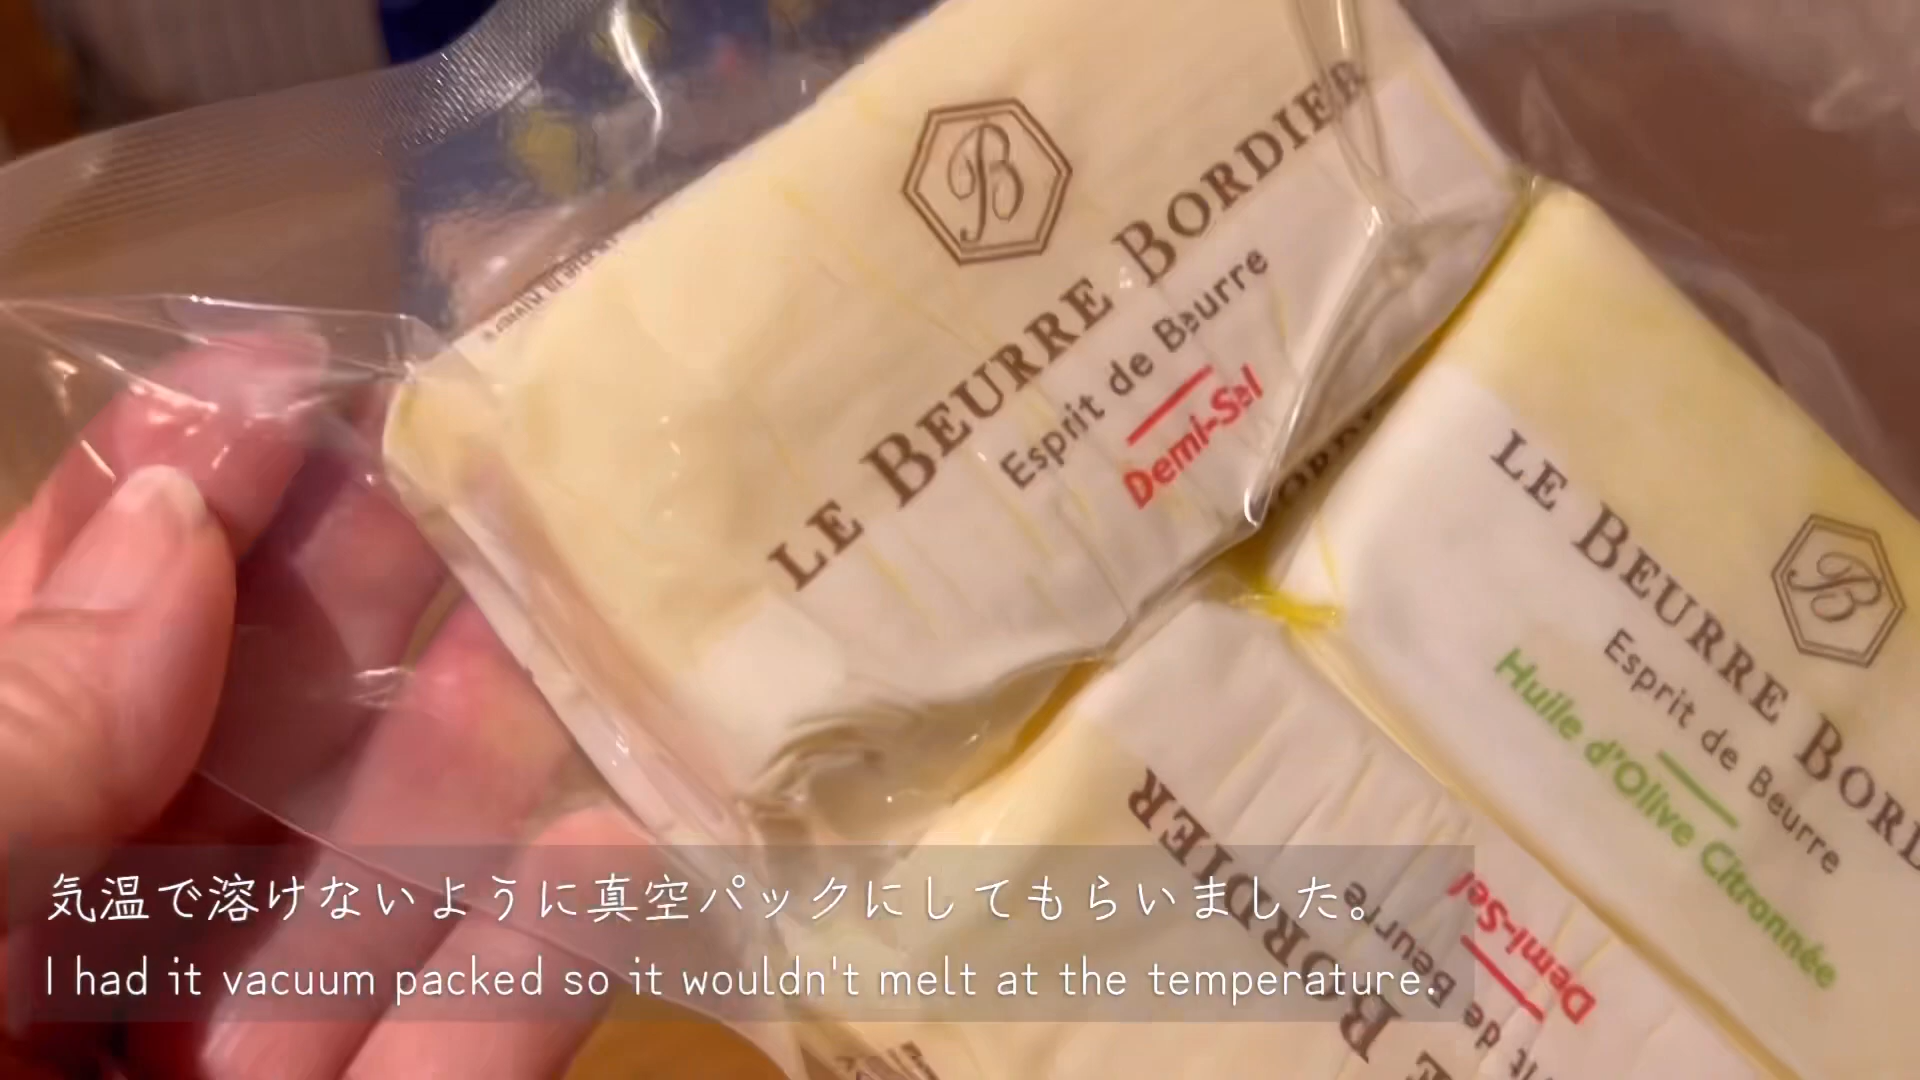 B
LE BEURRE BORDIER
Esprit de Beurre
Demi-Sel
LE BEURRE BORD
B
Esprit de Beurre
Huile d'Olive Citronnée
BORDIER
de Beurre
Demi-Sel
気温で溶けないように真空パックにしてもらいました。
I had it vacuum packed so it wouldn't melt at the temperature.